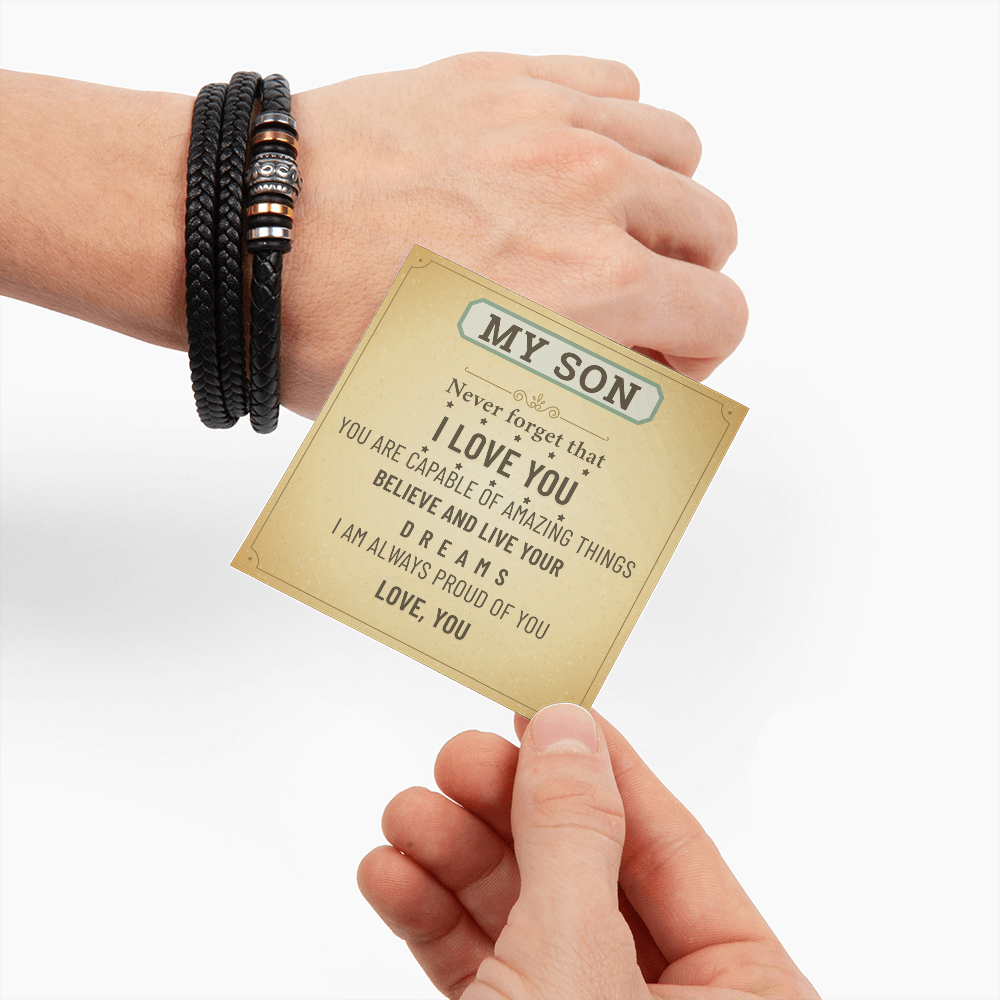 MY SON
Never forget that
I LOVE YOU
YOU ARE CAPABLE OF AMAZING THINGS
BELIEVE AND LIVE YOUR
DREAMS
I AM ALWAYS PROUD OF YOU
LOVE, YOU